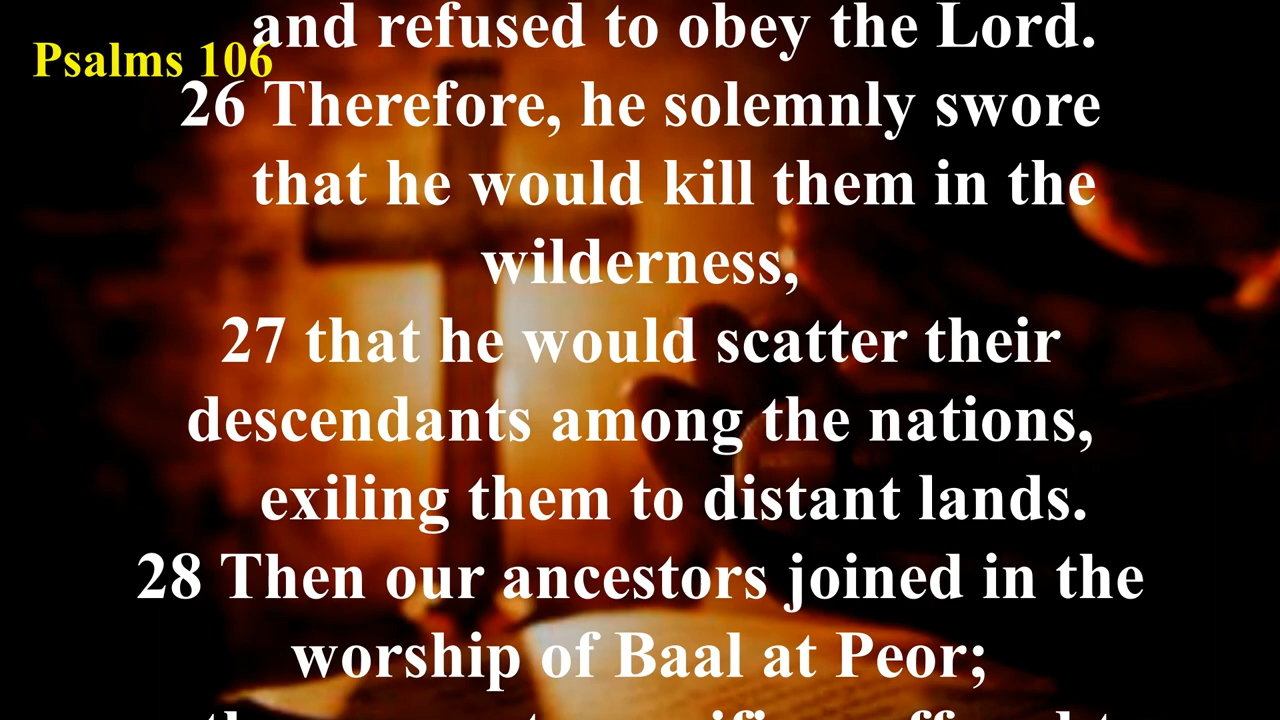 and refused to obey the Lord.
Psalms 106
26 Therefore, he solemnly swore
that he would kill them in the
wilderness,
27 that he would scatter their
descendants among the nations,
exiling them to distant lands.
28 Then our ancestors joined in the
worship of Baal at Peor;